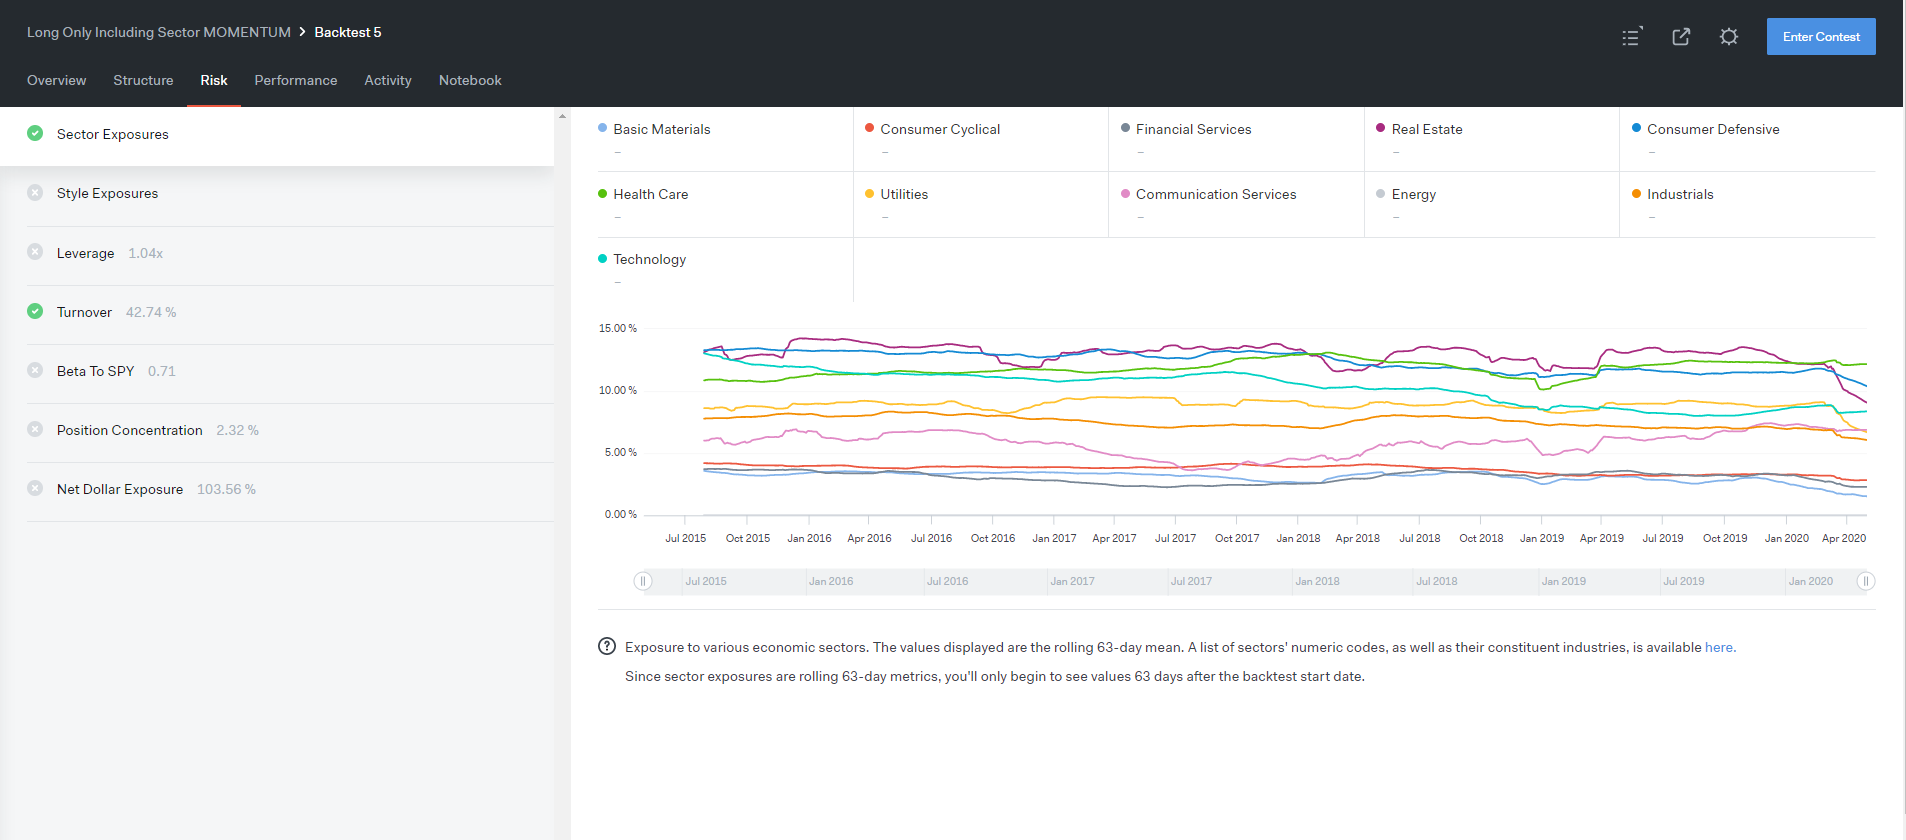 Long Only Including Sector MOMENTUM > Backtest 5
Enter Contest
Overview Structure Risk Performance Activity Notebook
Sector Exposures
Style Exposures
Leverage 1.04x
Turnover 42.74 %
Beta To SPY 0.71
Position Concentration 2.32 %
Net Dollar Exposure 103.56 %
Basic Materials Consumer Cyclical Financial Services Real Estate Consumer Defensive
– – – – –
Health Care Utilities Communication Services Energy Industrials
– – – – –
Technology
–
15.00 %
10.00 %
5.00 %
0.00 %
Jul 2015 Oct 2015 Jan 2016 Apr 2016 Jul 2016 Oct 2016 Jan 2017 Apr 2017 Jul 2017 Oct 2017 Jan 2018 Apr 2018 Jul 2018 Oct 2018 Jan 2019 Apr 2019 Jul 2019 Oct 2019 Jan 2020 Apr 2020
Jul 2015 Jan 2016 Jul 2016 Jan 2017 Jul 2017 Jan 2018 Jul 2018 Jan 2019 Jul 2019 Jan 2020
? Exposure to various economic sectors. The values displayed are the rolling 63-day mean. A list of sectors' numeric codes, as well as their constituent industries, is available here.
Since sector exposures are rolling 63-day metrics, you'll only begin to see values 63 days after the backtest start date.